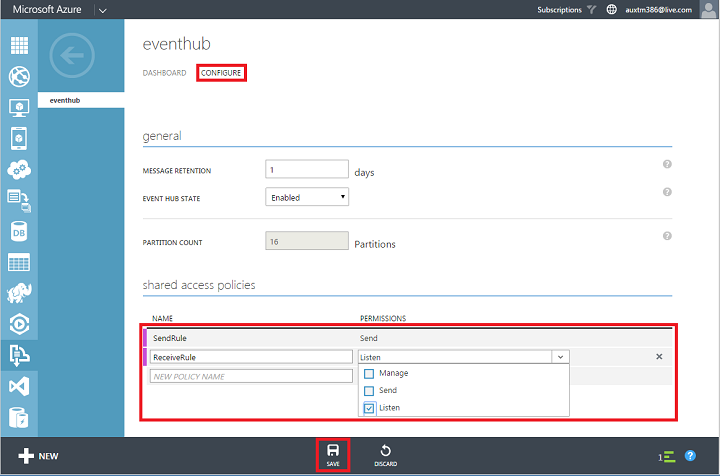 Microsoft Azure
Subscriptions
auxtm386@live.com
eventhub
DASHBOARD CONFIGURE
eventhub
general
MESSAGE RETENTION 1 days ?
EVENT HUB STATE Enabled ?
PARTITION COUNT 16 Partitions ?
shared access policies
NAME PERMISSIONS
SendRule Send
ReceiveRule Listen
NEW POLICY NAME
Manage
Send
Listen
DB
NEW SAVE DISCARD 1 ?